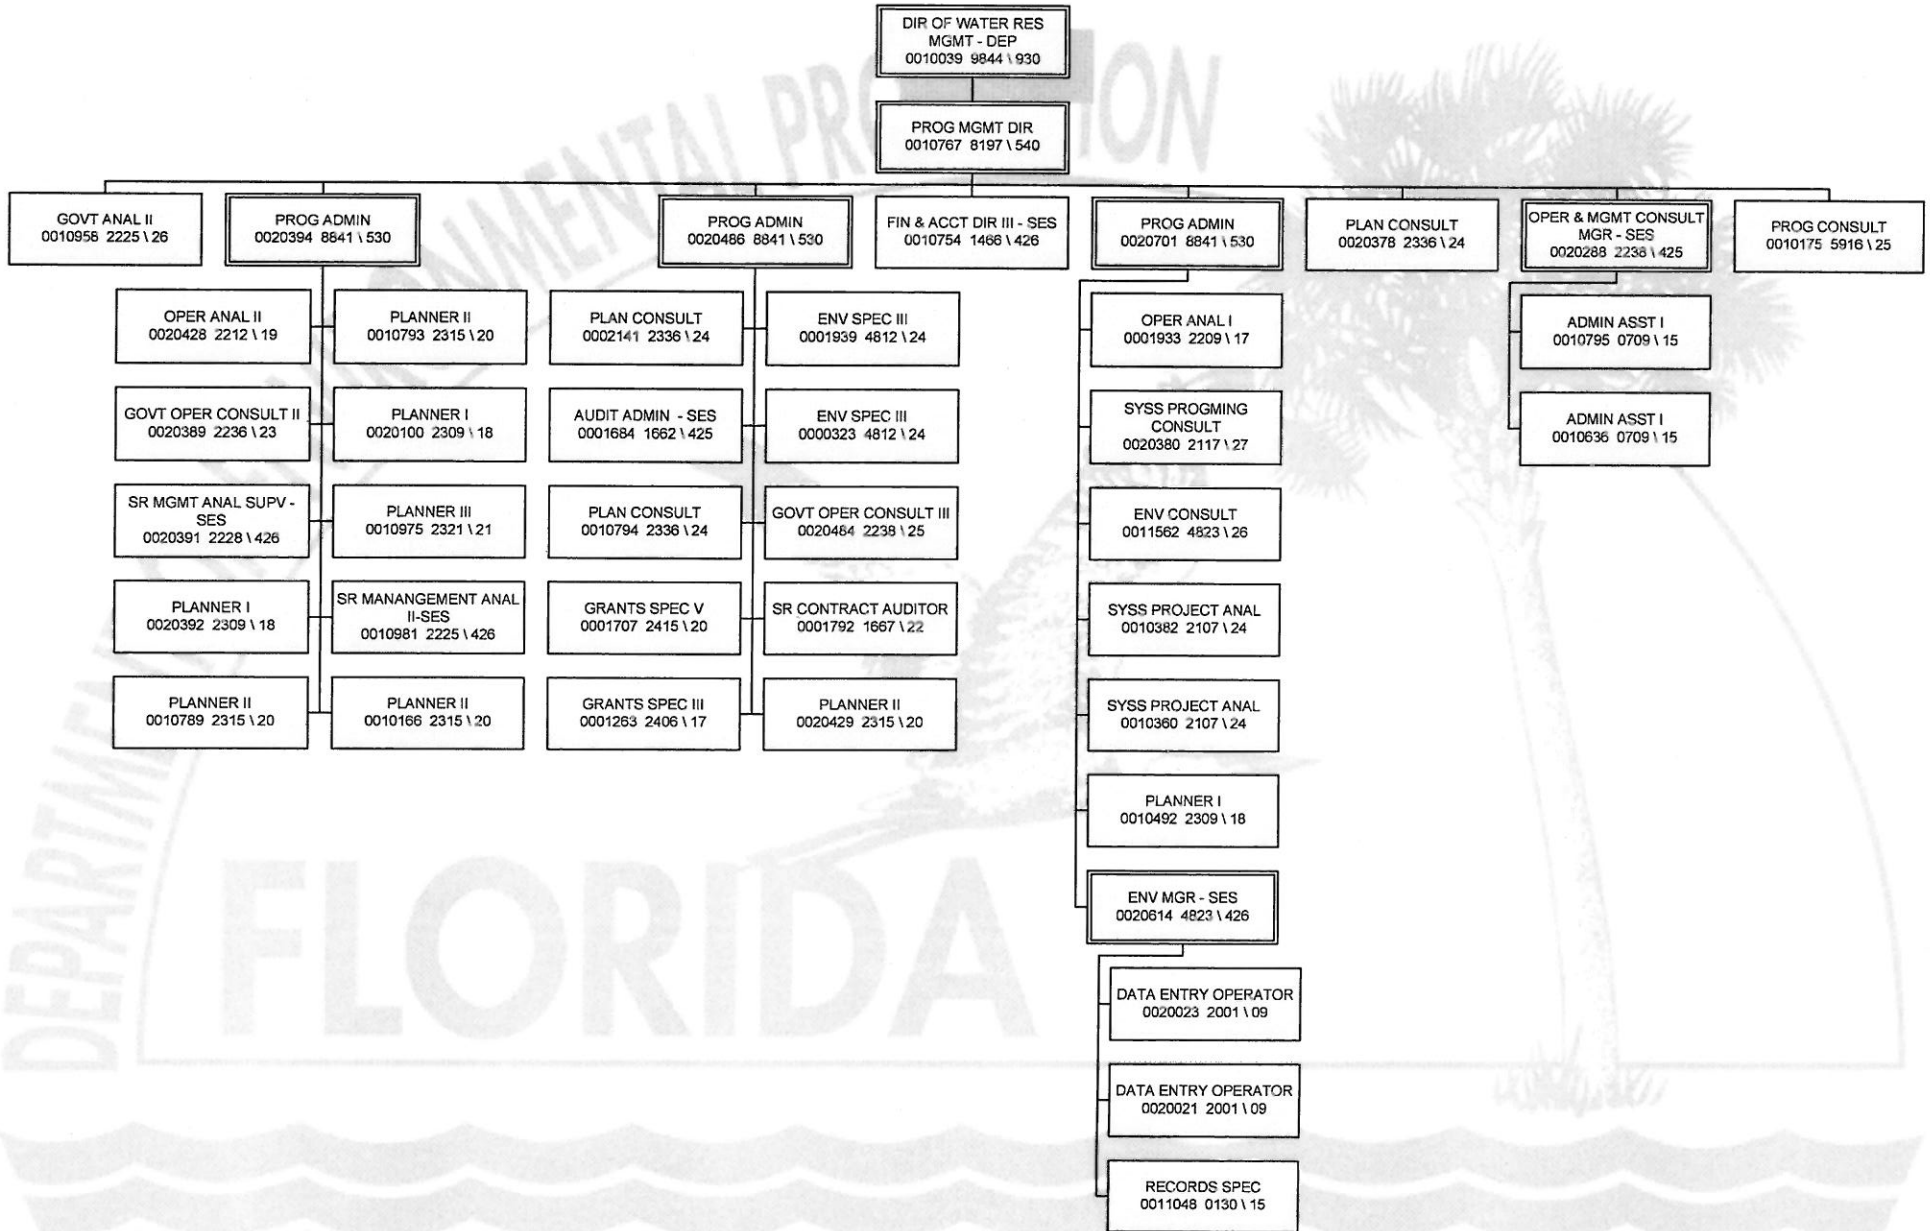 DIR OF WATER RES
MGMT - DEP
0010039 9844 \ 930
PROG MGMT DIR
0010767 8197 \ 540
GOVT ANAL II
0010958 2225 \ 26
PROG ADMIN
0020394 8841 \ 530
PROG ADMIN
0020486 8841 \ 530
FIN & ACCT DIR III - SES
0010754 1466 \ 426
PROG ADMIN
0020701 8841 \ 530
PLAN CONSULT
0020378 2336 \ 24
OPER & MGMT CONSULT
MGR - SES
0020288 2238 \ 425
PROG CONSULT
0010175 5916 \ 25
OPER ANAL II
0020428 2212 \ 19
PLANNER II
0010793 2315 \ 20
GOVT OPER CONSULT II
0020389 2236 \ 23
PLANNER I
0020100 2309 \ 18
SR MGMT ANAL SUPV -
SES
0020391 2228 \ 426
PLANNER III
0010975 2321 \ 21
PLANNER I
0020392 2309 \ 18
SR MANANGEMENT ANAL
II-SES
0010981 2225 \ 426
PLANNER II
0010789 2315 \ 20
PLANNER II
0010166 2315 \ 20
PLAN CONSULT
0002141 2336 \ 24
ENV SPEC III
0001939 4812 \ 24
AUDIT ADMIN - SES
0001684 1662 \ 425
ENV SPEC III
0000323 4812 \ 24
PLAN CONSULT
0010794 2336 \ 24
GOVT OPER CONSULT III
0020484 2238 \ 25
GRANTS SPEC V
0001707 2415 \ 20
SR CONTRACT AUDITOR
0001792 1667 \ 22
GRANTS SPEC III
0001263 2406 \ 17
PLANNER II
0020429 2315 \ 20
OPER ANAL I
0001933 2209 \ 17
SYSS PROGMING
CONSULT
0020380 2117 \ 27
ENV CONSULT
0011562 4823 \ 26
SYSS PROJECT ANAL
0010382 2107 \ 24
SYSS PROJECT ANAL
0010360 2107 \ 24
PLANNER I
0010492 2309 \ 18
ENV MGR - SES
0020614 4823 \ 426
DATA ENTRY OPERATOR
0020023 2001 \ 09
DATA ENTRY OPERATOR
0020021 2001 \ 09
RECORDS SPEC
0011048 0130 \ 15
ADMIN ASST I
0010795 0709 \ 15
ADMIN ASST I
0010636 0709 \ 15
FLORIDA